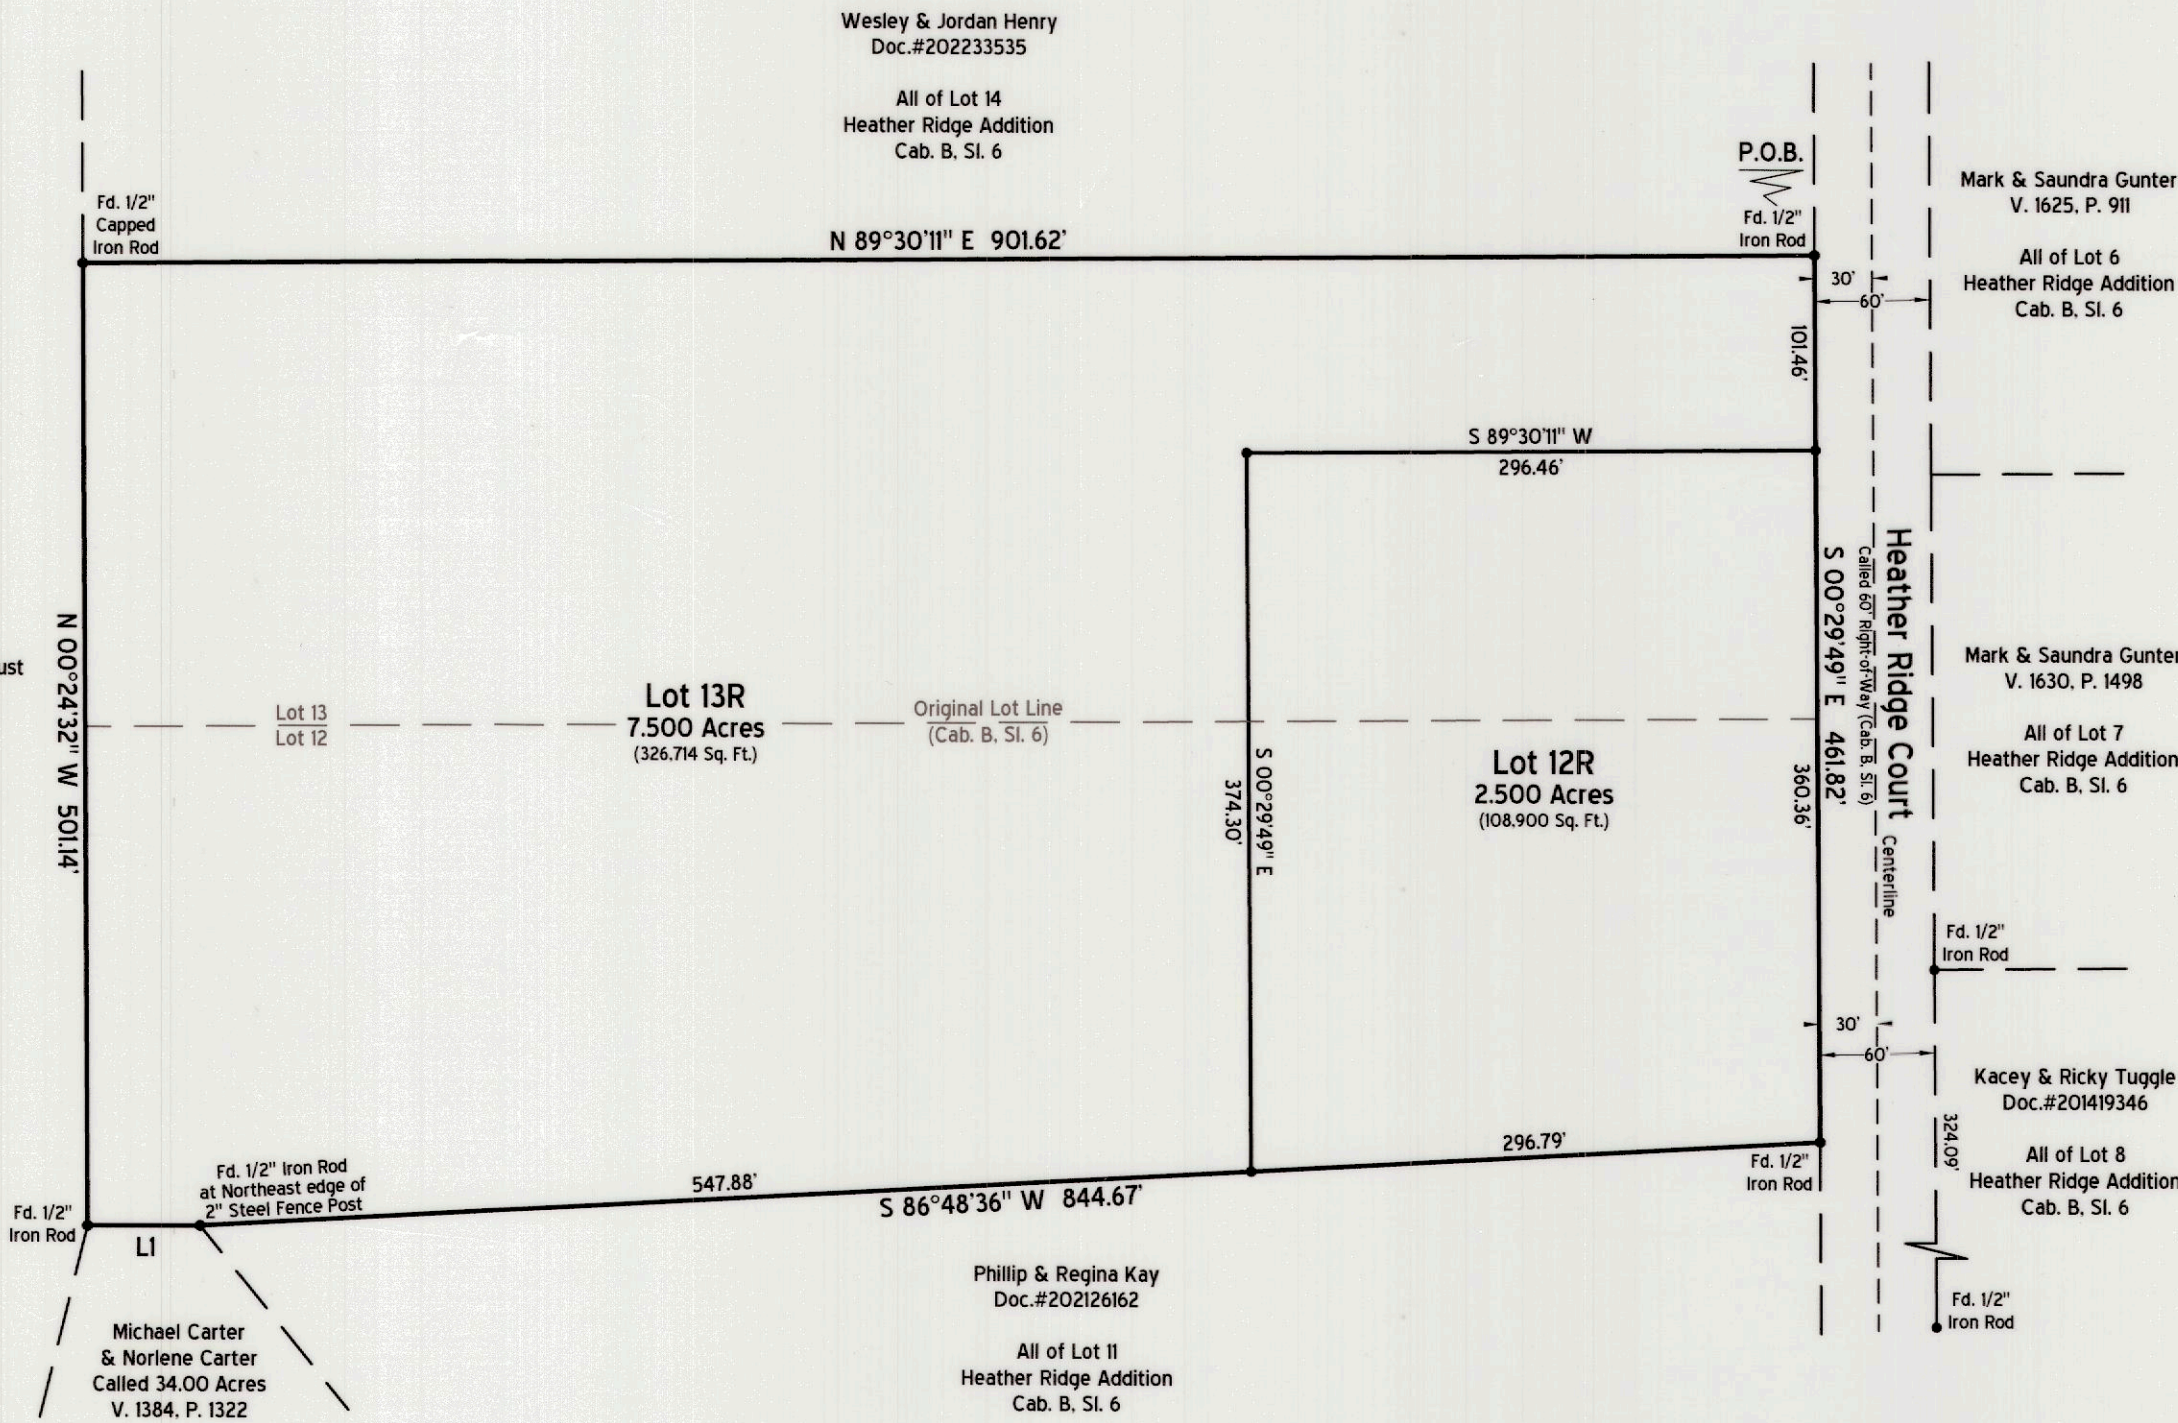 Wesley & Jordan Henry
Doc.#202233535
All of Lot 14
Heather Ridge Addition
Cab. B, Sl. 6
P.O.B.
Fd. 1/2"
Iron Rod
Mark & Saundra Gunter
V. 1625, P. 911
All of Lot 6
Heather Ridge Addition
Cab. B, Sl. 6
Fd. 1/2"
Capped
Iron Rod
N 89°30'11" E 901.62'
30'
60'
101.46'
S 89°30'11" W
296.46'
Heather Ridge Court
Called 60' Right-of-Way (Cab. B, Sl. 6)
Centerline
S 00°29'49" E 461.82'
360.36'
Mark & Saundra Gunter
V. 1630, P. 1498
All of Lot 7
Heather Ridge Addition
Cab. B, Sl. 6
N 00°24'32" W 501.14'
Lot 13
Lot 12
Lot 13R
7.500 Acres
(326,714 Sq. Ft.)
Original Lot Line
(Cab. B, Sl. 6)
S 00°29'49" E
374.30'
Lot 12R
2.500 Acres
(108,900 Sq. Ft.)
Fd. 1/2"
Iron Rod
30'
60'
Kacey & Ricky Tuggle
Doc.#201419346
All of Lot 8
Heather Ridge Addition
Cab. B, Sl. 6
324.09'
Fd. 1/2"
Iron Rod
296.79'
Fd. 1/2"
Iron Rod
Fd. 1/2" Iron Rod
at Northeast edge of
2" Steel Fence Post
547.88'
S 86°48'36" W 844.67'
Fd. 1/2"
Iron Rod
L1
Phillip & Regina Kay
Doc.#202126162
All of Lot 11
Heather Ridge Addition
Cab. B, Sl. 6
Michael Carter
& Norlene Carter
Called 34.00 Acres
V. 1384, P. 1322